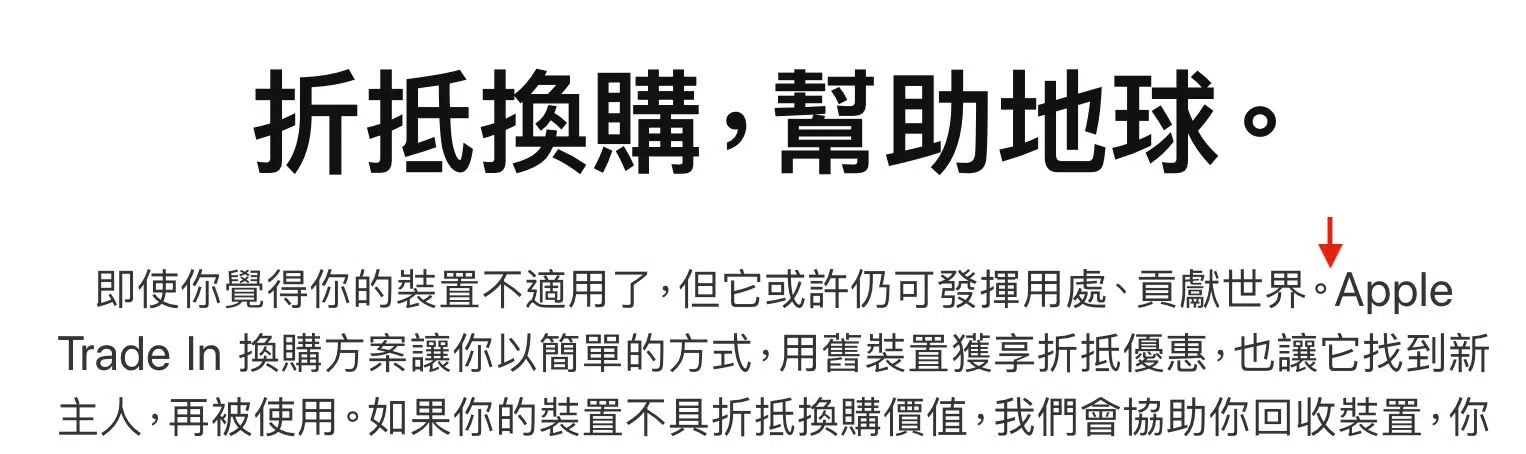 折抵換購，幫助地球。
即使你覺得你的裝置不適用了，但它或許仍可發揮用處、貢獻世界。Apple
Trade In 換購方案讓你以簡單的方式，用舊裝置獲享折抵優惠，也讓它找到新
主人，再被使用。如果你的裝置不具折抵換購價值，我們會協助你回收裝置，你